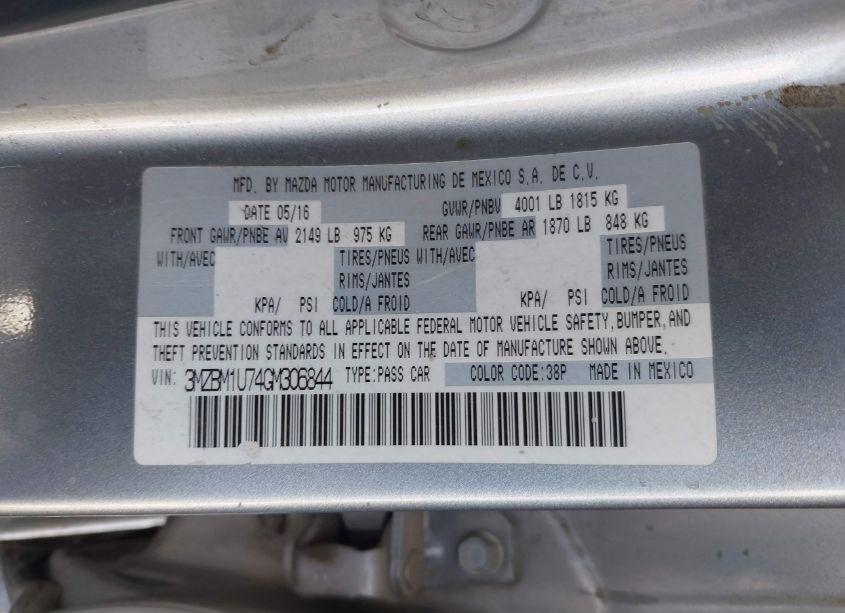 MFD. BY MAZDA MOTOR MANUFACTURING DE MEXICO S.A. DE C.V.
DATE 05/16 GVWR/PNBV 4001 LB 1815 KG
FRONT GAWR/PNBE AV 2149 LB 975 KG REAR GAWR/PNBE AR 1870 LB 848 KG
WITH/AVEC TIRES/PNEUS WITH/AVEC TIRES/PNEUS
RIMS/JANTES RIMS/JANTES
KPA/ PSI COLD/A FROID KPA/ PSI COLD/A FROID
THIS VEHICLE CONFORMS TO ALL APPLICABLE FEDERAL MOTOR VEHICLE SAFETY, BUMPER, AND
THEFT PREVENTION STANDARDS IN EFFECT ON THE DATE OF MANUFACTURE SHOWN ABOVE.
VIN: 3MZBM1U74GM306844 TYPE:PASS CAR COLOR CODE:38P MADE IN MEXICO